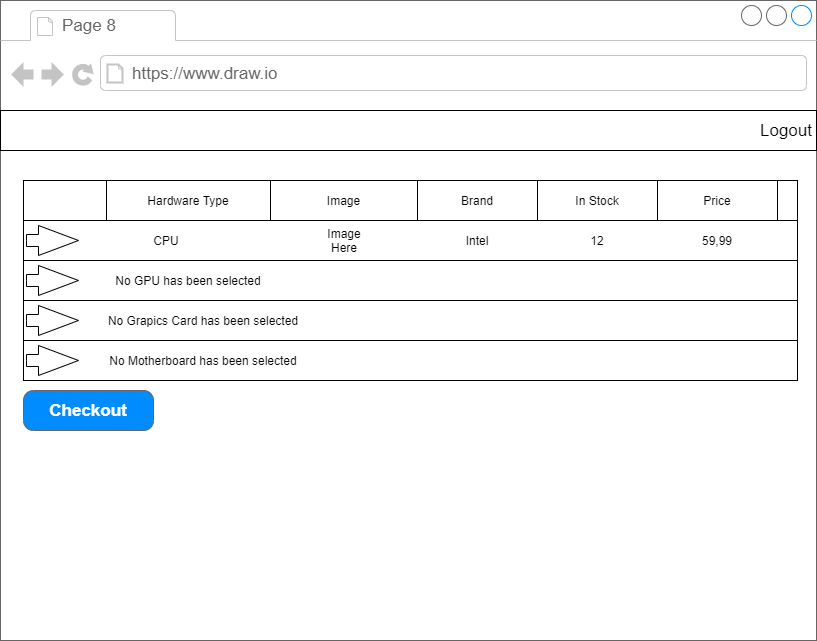 Page 8
https://www.draw.io
Logout
Hardware Type Image Brand In Stock Price
CPU Image Here Intel 12 59,99
No GPU has been selected
No Grapics Card has been selected
No Motherboard has been selected
Checkout